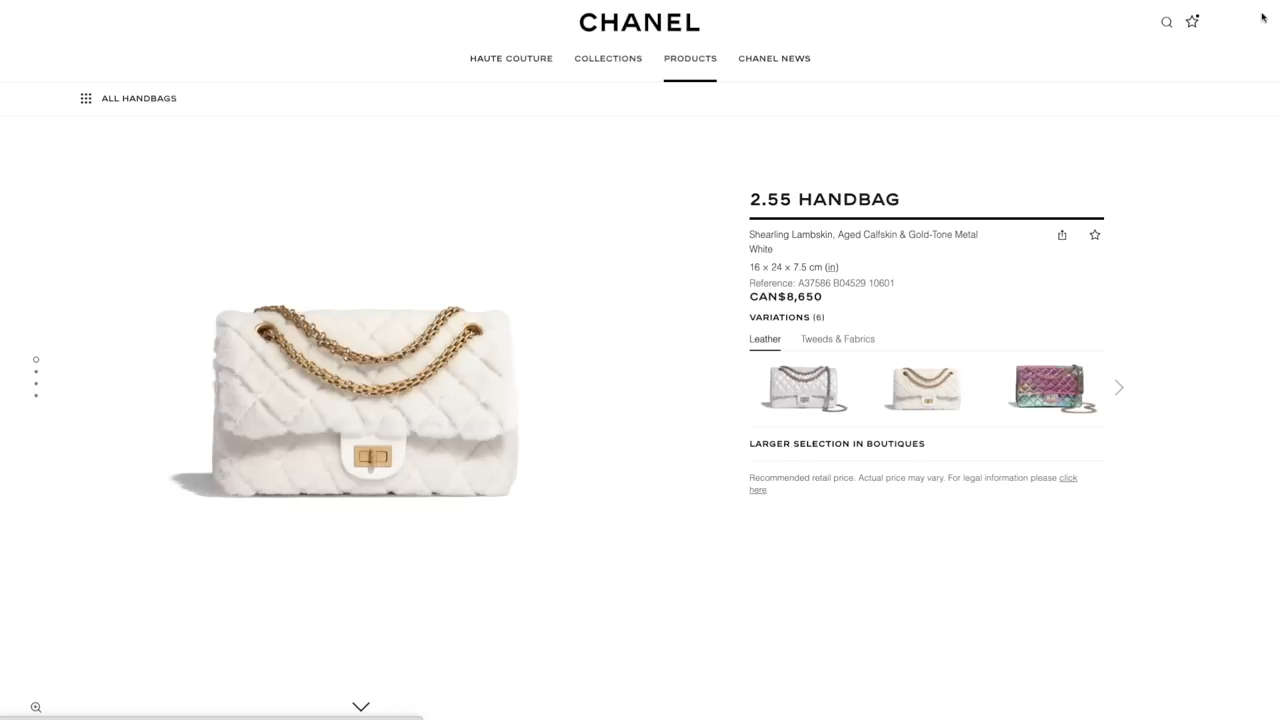 CHANEL
HAUTE COUTURE
COLLECTIONS
PRODUCTS
CHANEL NEWS
ALL HANDBAGS
2.55 HANDBAG
Shearling Lambskin, Aged Calfskin & Gold-Tone Metal
White
16 × 24 × 7.5 cm (in)
Reference: A37586 B04529 10601
CAN$8,650
VARIATIONS (6)
Leather
Tweeds & Fabrics
LARGER SELECTION IN BOUTIQUES
Recommended retail price. Actual price may vary. For legal information please click
here